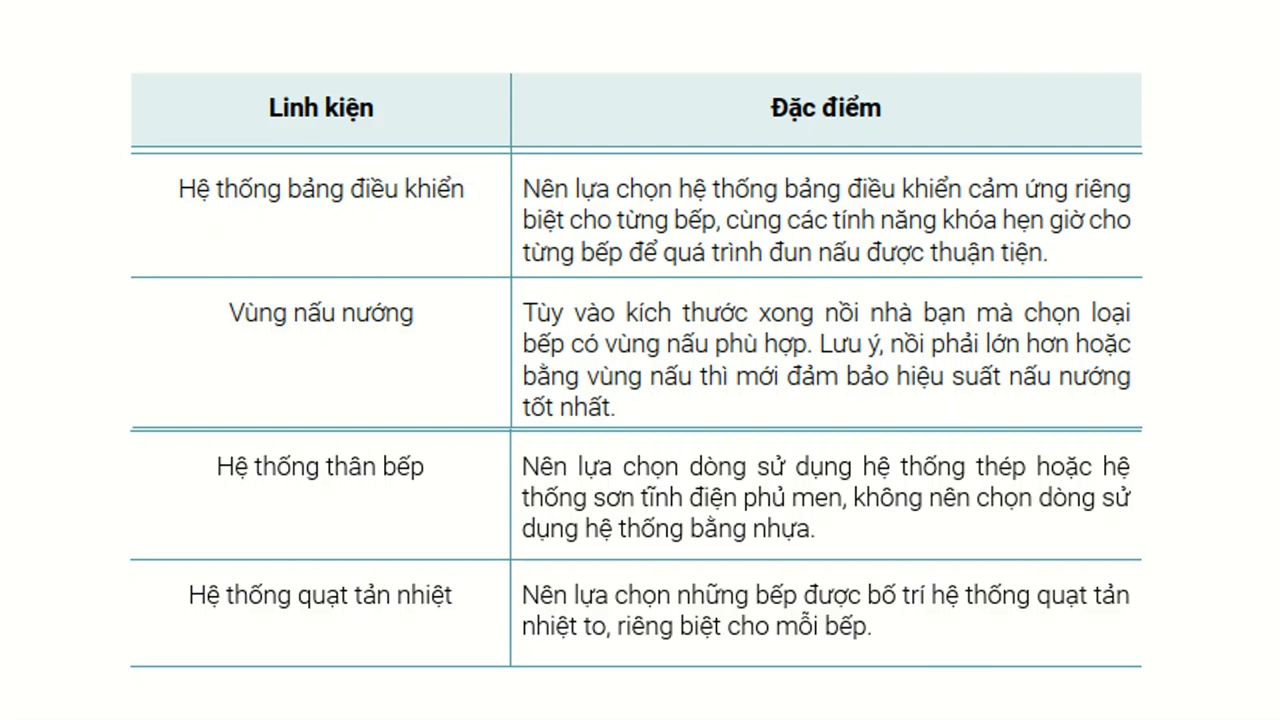 Linh kiện
Đặc điểm
Hệ thống bảng điều khiển
Nên lựa chọn hệ thống bảng điều khiển cảm ứng riêng
biệt cho từng bếp, cùng các tính năng khóa hẹn giờ cho
từng bếp để quá trình đun nấu được thuận tiện.
Vùng nấu nướng
Tùy vào kích thước xong nồi nhà bạn mà chọn loại
bếp có vùng nấu phù hợp. Lưu ý, nồi phải lớn hơn hoặc
bằng vùng nấu thì mới đảm bảo hiệu suất nấu nướng
tốt nhất.
Hệ thống thân bếp
Nên lựa chọn dòng sử dụng hệ thống thép hoặc hệ
thống sơn tĩnh điện phủ men, không nên chọn dòng sử
dụng hệ thống bằng nhựa.
Hệ thống quạt tản nhiệt
Nên lựa chọn những bếp được bố trí hệ thống quạt tản
nhiệt to, riêng biệt cho mỗi bếp.